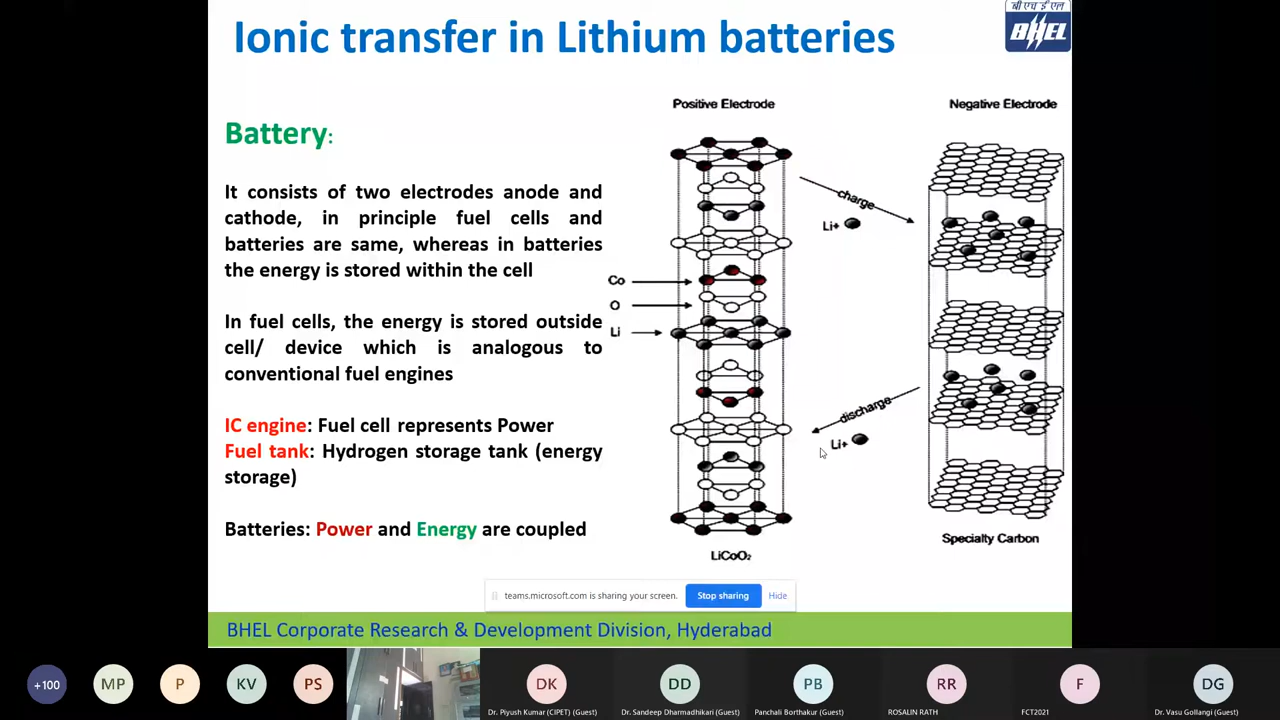 Ionic transfer in Lithium batteries
बी एच ई एल
BHEL
Battery:
It consists of two electrodes anode and
cathode, in principle fuel cells and
batteries are same, whereas in batteries
the energy is stored within the cell
In fuel cells, the energy is stored outside
cell/ device which is analogous to
conventional fuel engines
IC engine: Fuel cell represents Power
Fuel tank: Hydrogen storage tank (energy
storage)
Batteries: Power and Energy are coupled
Positive Electrode
Negative Electrode
charge
Li+
Co
O
Li
discharge
Li+
LiCoO₂
Specialty Carbon
teams.microsoft.com is sharing your screen.
Stop sharing
Hide
BHEL Corporate Research & Development Division, Hyderabad
+100
MP
P
KV
PS
DK
DD
PB
RR
F
DG
Dr. Piyush Kumar (CIPET) (Guest)
Dr. Sandeep Dharmadhikari (Guest)
Panchali Borthakur (Guest)
ROSALIN RATH
FCT2021
Dr. Vasu Gollangi (Guest)